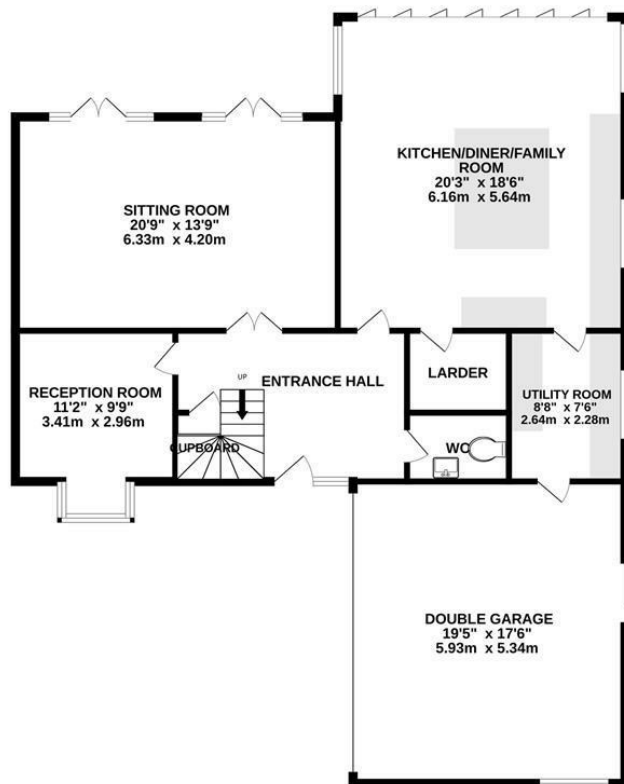 KITCHEN/DINER/FAMILY
ROOM
20'3" x 18'6"
6.16m x 5.64m
SITTING ROOM
20'9" x 13'9"
6.33m x 4.20m
RECEPTION ROOM
11'2" x 9'9"
3.41m x 2.96m
UP
ENTRANCE HALL
LARDER
UTILITY ROOM
8'8" x 7'6"
2.64m x 2.28m
CUPBOARD
WC
DOUBLE GARAGE
19'5" x 17'6"
5.93m x 5.34m